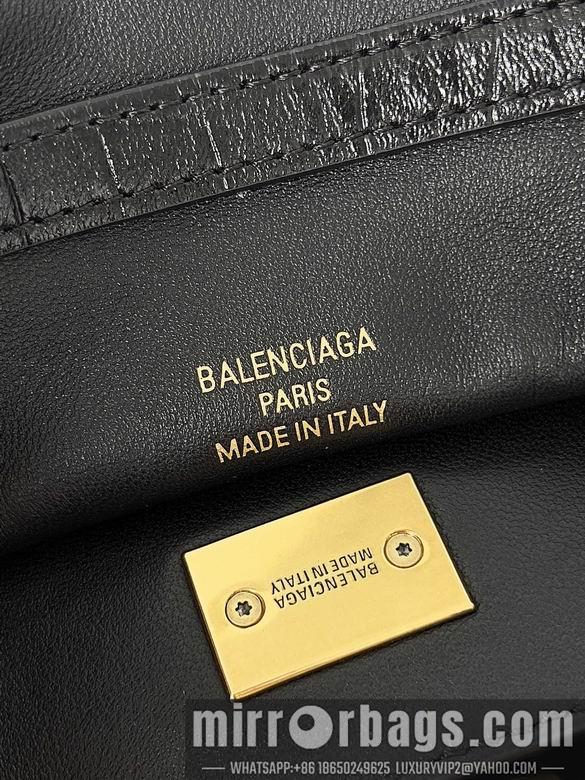 BALENCIAGA
PARIS
MADE IN ITALY
BALENCIAGA
MADE IN ITALY
mirrorbags.com
WHATSAPP:+86 18650249625 LUXURYVIP2@YAHOO.COM